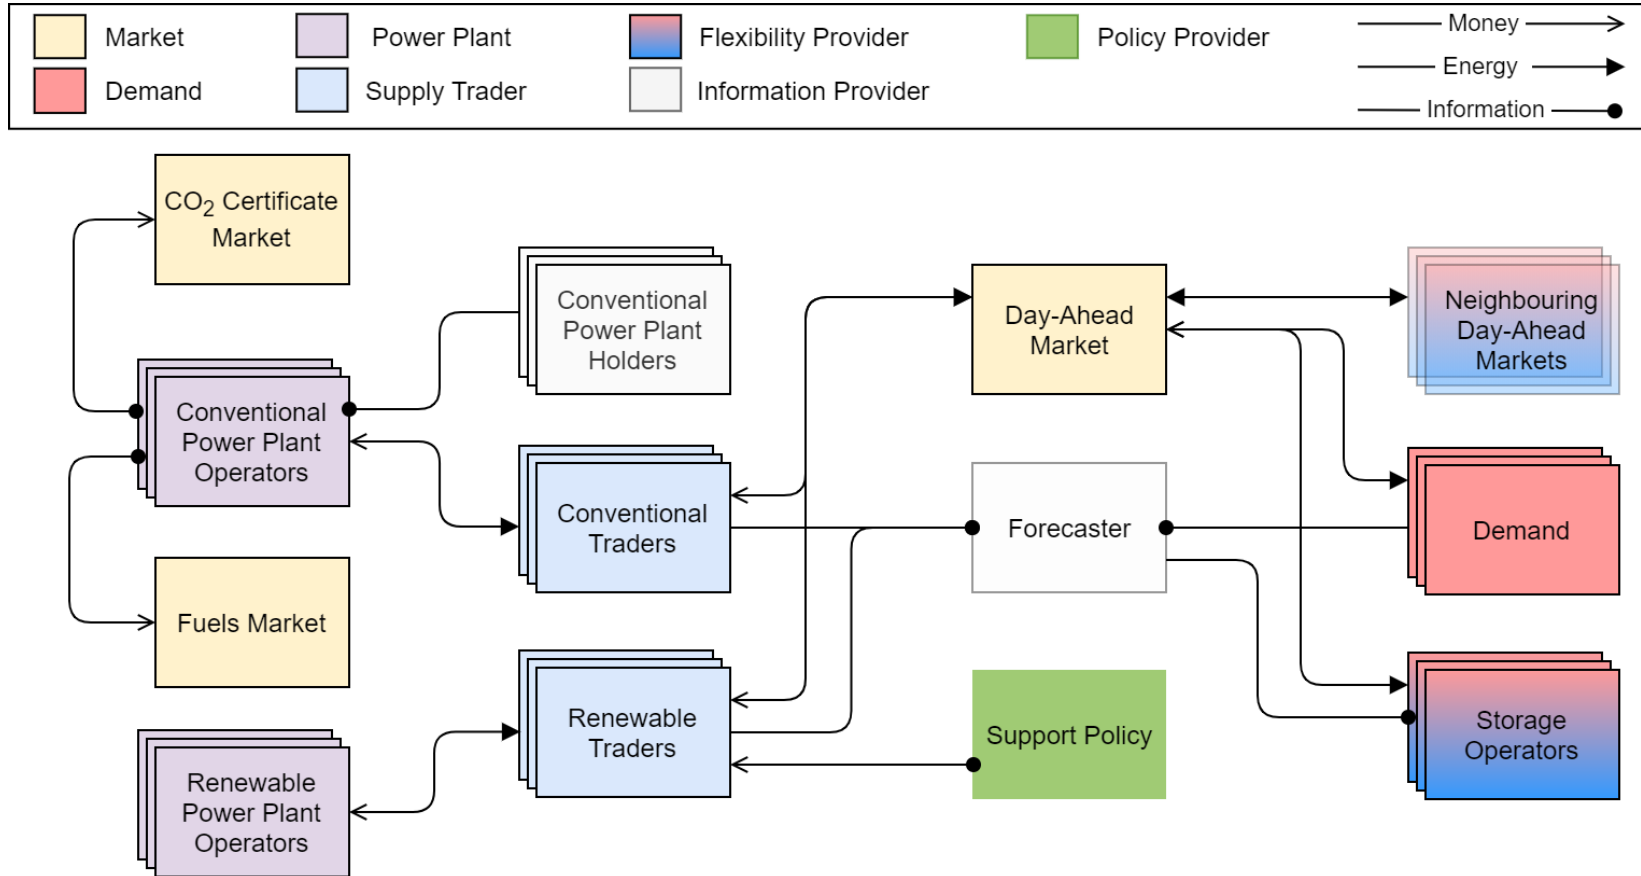 Market
Power Plant
Flexibility Provider
Policy Provider
Money
Demand
Supply Trader
Information Provider
Energy
Information
CO2 Certificate
Market
Conventional
Power Plant
Holders
Day-Ahead
Market
Neighbouring
Day-Ahead
Markets
Conventional
Power Plant
Operators
Conventional
Traders
Forecaster
Demand
Fuels Market
Renewable
Traders
Support Policy
Storage
Operators
Renewable
Power Plant
Operators